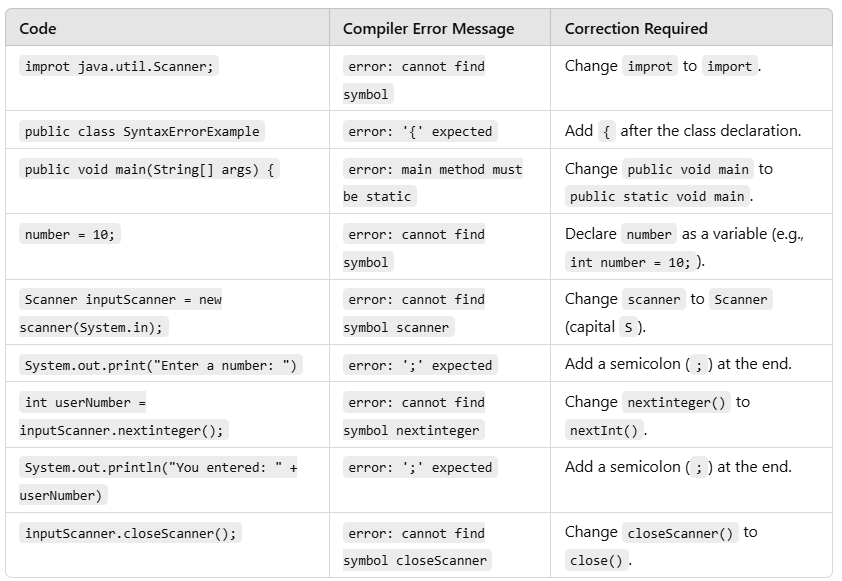 Code Compiler Error Message Correction Required
improt java.util.Scanner; error: cannot find Change improt to import .
symbol
public class SyntaxErrorExample error: '{' expected Add { after the class declaration.
public void main(String[] args) { error: main method must Change public void main to
be static public static void main .
number = 10; error: cannot find Declare number as a variable (e.g.,
symbol int number = 10; ).
Scanner inputScanner = new error: cannot find Change scanner to Scanner
scanner(System.in); symbol scanner (capital S ).
System.out.print("Enter a number: ") error: ';' expected Add a semicolon ( ; ) at the end.
int userNumber = error: cannot find Change nextinteger() to
inputScanner.nextinteger(); symbol nextinteger nextInt() .
System.out.println("You entered: " + error: ';' expected Add a semicolon ( ; ) at the end.
userNumber)
inputScanner.closeScanner(); error: cannot find Change closeScanner() to
symbol closeScanner close() .